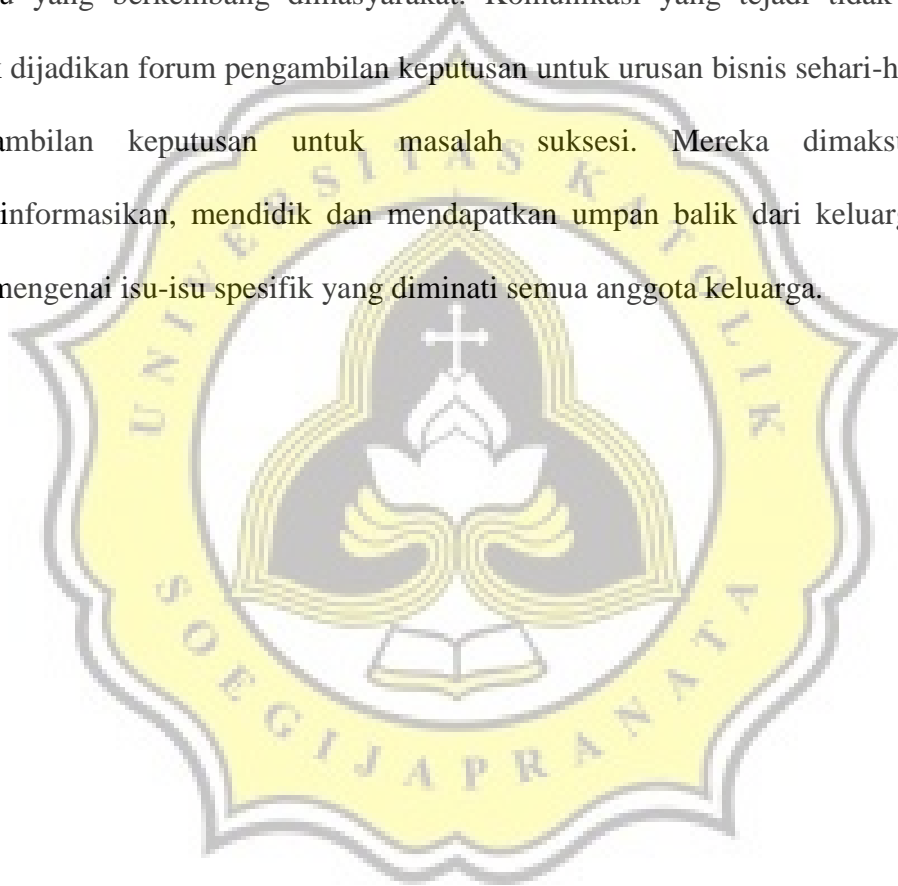 yang berkembang dimasyarakat. Komunikasi yang tejadi tidak
dijadikan forum pengambilan keputusan untuk urusan bisnis sehari-h
ambilan keputusan untuk masalah suksesi. Mereka dimaksu
informasikan, mendidik dan mendapatkan umpan balik dari keluarg
mengenai isu-isu spesifik yang diminati semua anggota keluarga.
UNIVERSITAS KATOLIK
SOEGIJAPRANATA